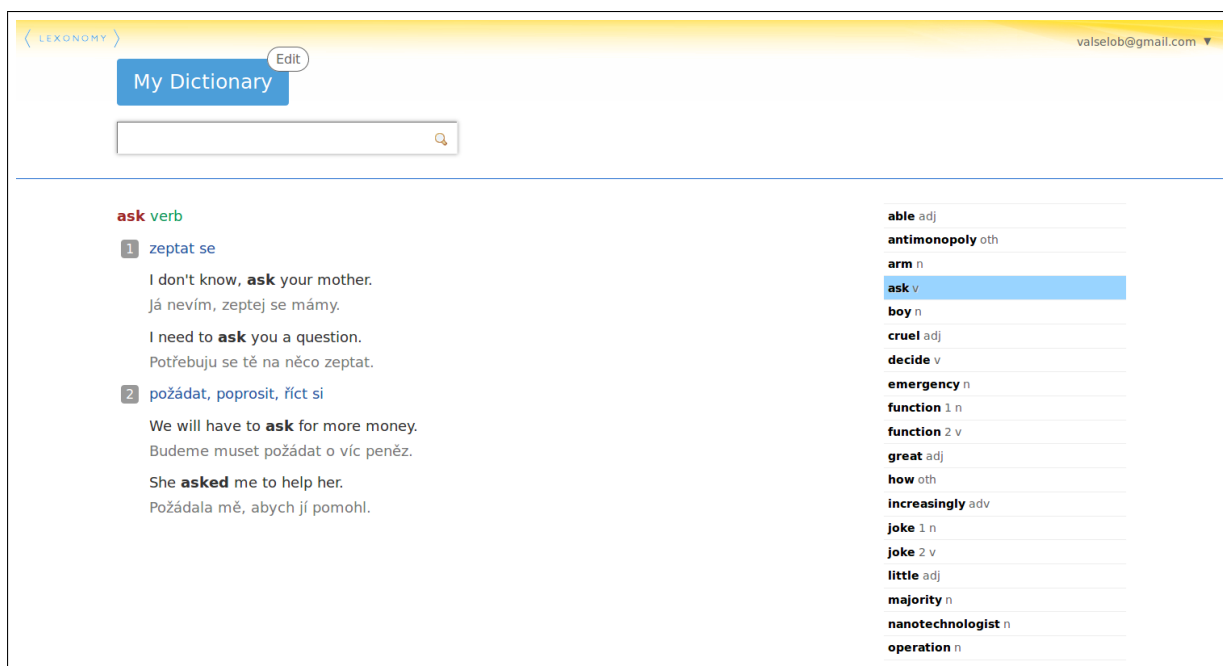 〈 LEXONOMY 〉
valselob@gmail.com ▼
Edit
My Dictionary
ask verb
1 zeptat se
I don't know, ask your mother.
Já nevím, zeptej se mámy.
I need to ask you a question.
Potřebuju se tě na něco zeptat.
2 požádat, poprosit, říct si
We will have to ask for more money.
Budeme muset požádat o víc peněz.
She asked me to help her.
Požádala mě, abych jí pomohl.
able adj
antimonopoly oth
arm n
ask v
boy n
cruel adj
decide v
emergency n
function 1 n
function 2 v
great adj
how oth
increasingly adv
joke 1 n
joke 2 v
little adj
majority n
nanotechnologist n
operation n